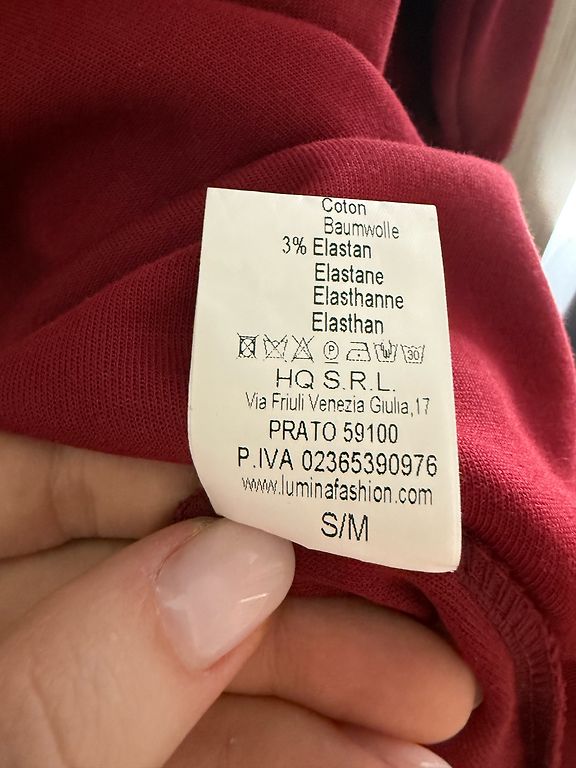 Coton
Baumwolle
3% Elastan
Elastane
Elasthanne
Elasthan
P
30
HQ S.R.L.
Via Friuli Venezia Giulia,17
PRATO 59100
P.IVA 02365390976
www.luminafashion.com
S/M